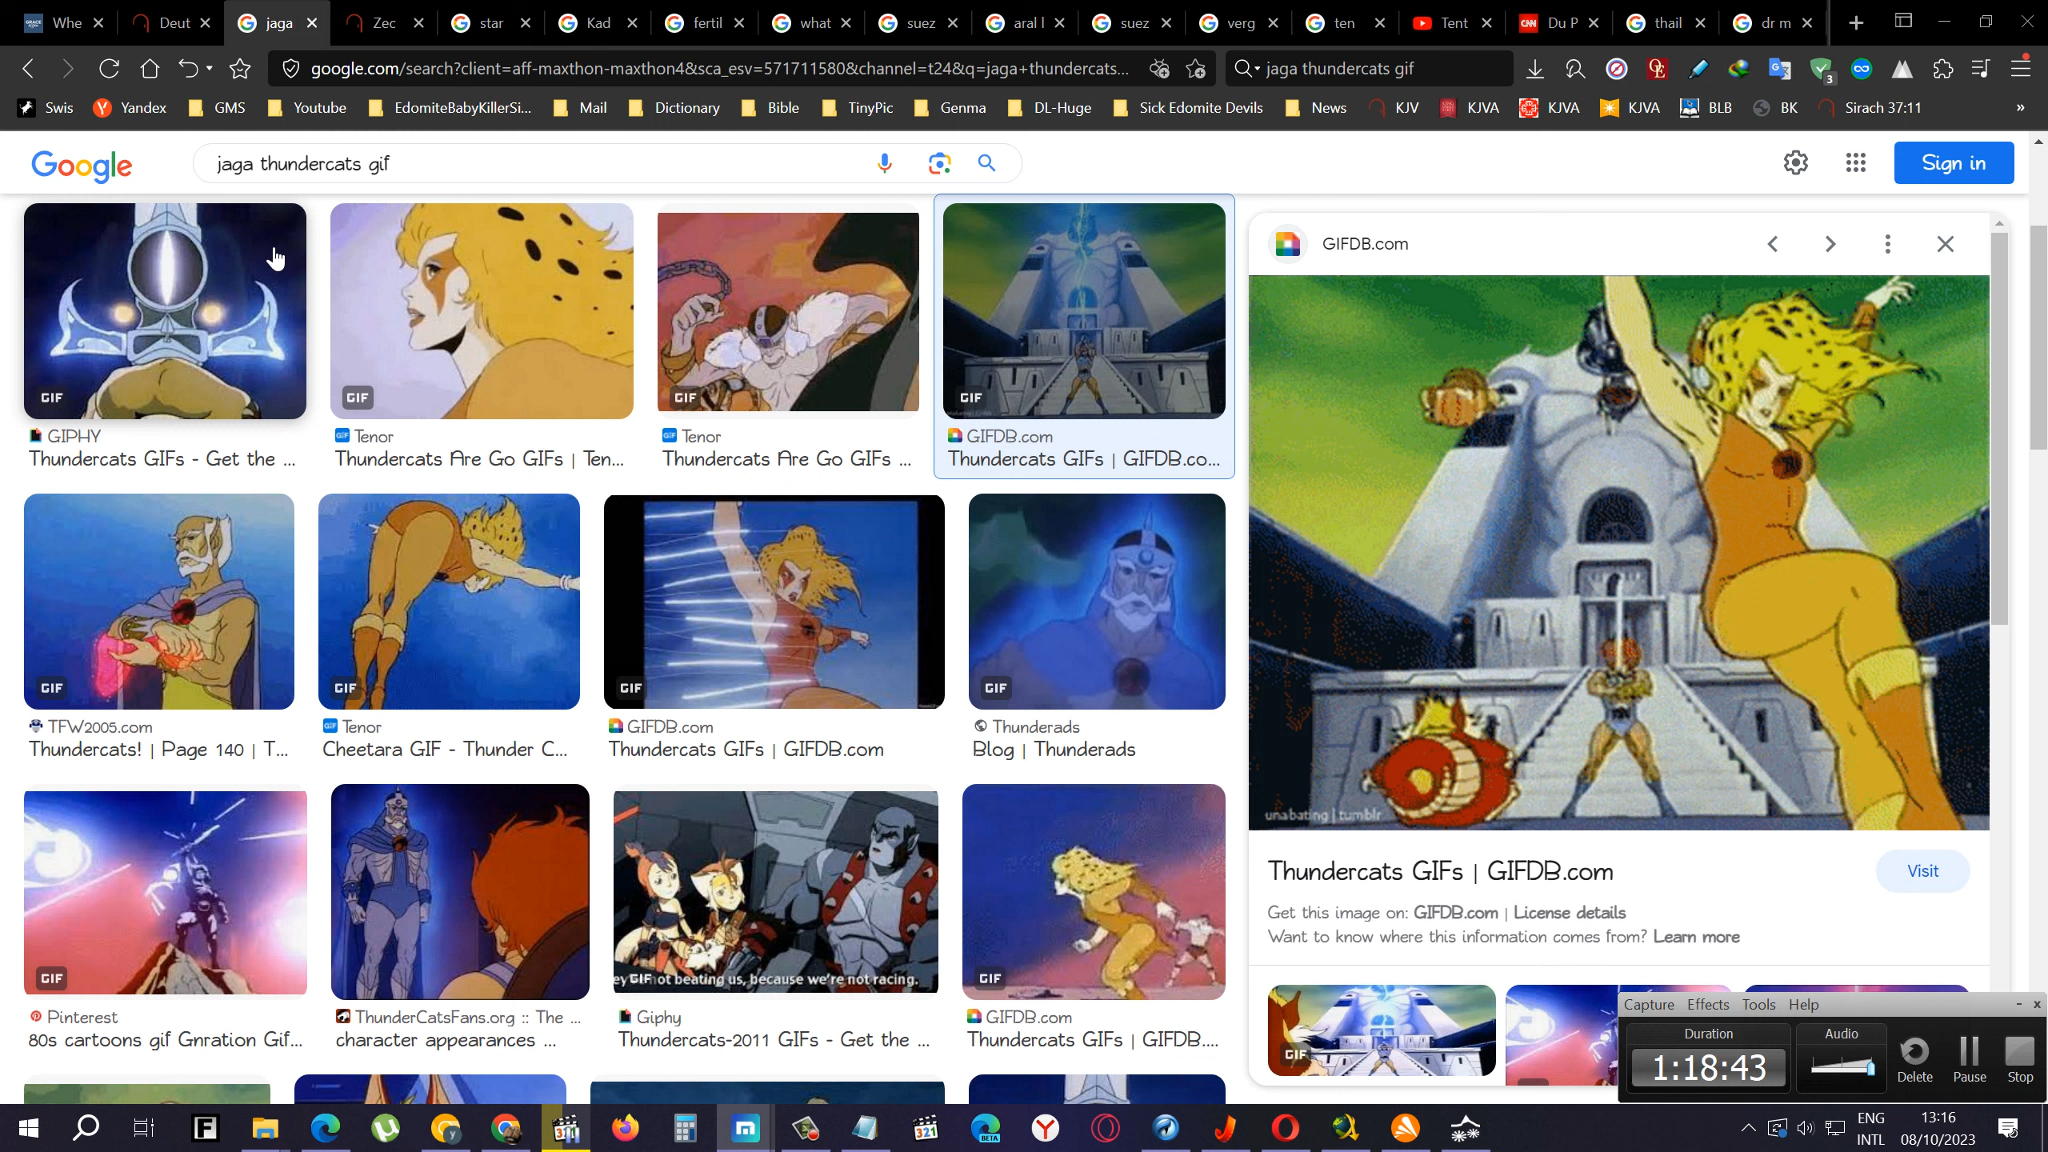 Whe
Deut
jaga
Zec
star
Kad
fertil
what
suez
aral l
suez
verg
ten
Tent
Du P
thail
dr m
google.com/search?client=aff-maxthon-maxthon4&sca_esv=571711580&channel=t24&q=jaga+thundercats...
jaga thundercats gif
3
Swis
Yandex
GMS
Youtube
EdomiteBabyKillerSi...
Mail
Dictionary
Bible
TinyPic
Genma
DL-Huge
Sick Edomite Devils
News
KJV
KJVA
KJVA
KJVA
BLB
BK
Sirach 37:11
Google
jaga thundercats gif
Sign in
GIF
GIF
GIF
GIF
GIPHY
Thundercats GIFs - Get the ...
Tenor
Thundercats Are Go GIFs | Ten...
Tenor
Thundercats Are Go GIFs ...
GIFDB.com
Thundercats GIFs | GIFDB.co...
GIF
GIF
GIF
GIF
TFW2005.com
Thundercats! | Page 140 | T...
Tenor
Cheetara GIF - Thunder C...
GIFDB.com
Thundercats GIFs | GIFDB.com
Thunderads
Blog | Thunderads
GIF
GIF
not beating us, because we're not racing.
GIF
Pinterest
80s cartoons gif Gnration Gif...
ThunderCatsFans.org :: The ...
character appearances ...
Giphy
Thundercats-2011 GIFs - Get the ...
GIFDB.com
Thundercats GIFs | GIFDB....
GIFDB.com
unabating | tumblr
Thundercats GIFs | GIFDB.com
Visit
Get this image on: GIFDB.com | License details
Want to know where this information comes from? Learn more
GIF
Capture Effects Tools Help
Duration
Audio
1:18:43
Delete
Pause
Stop
ENG
INTL
13:16
08/10/2023